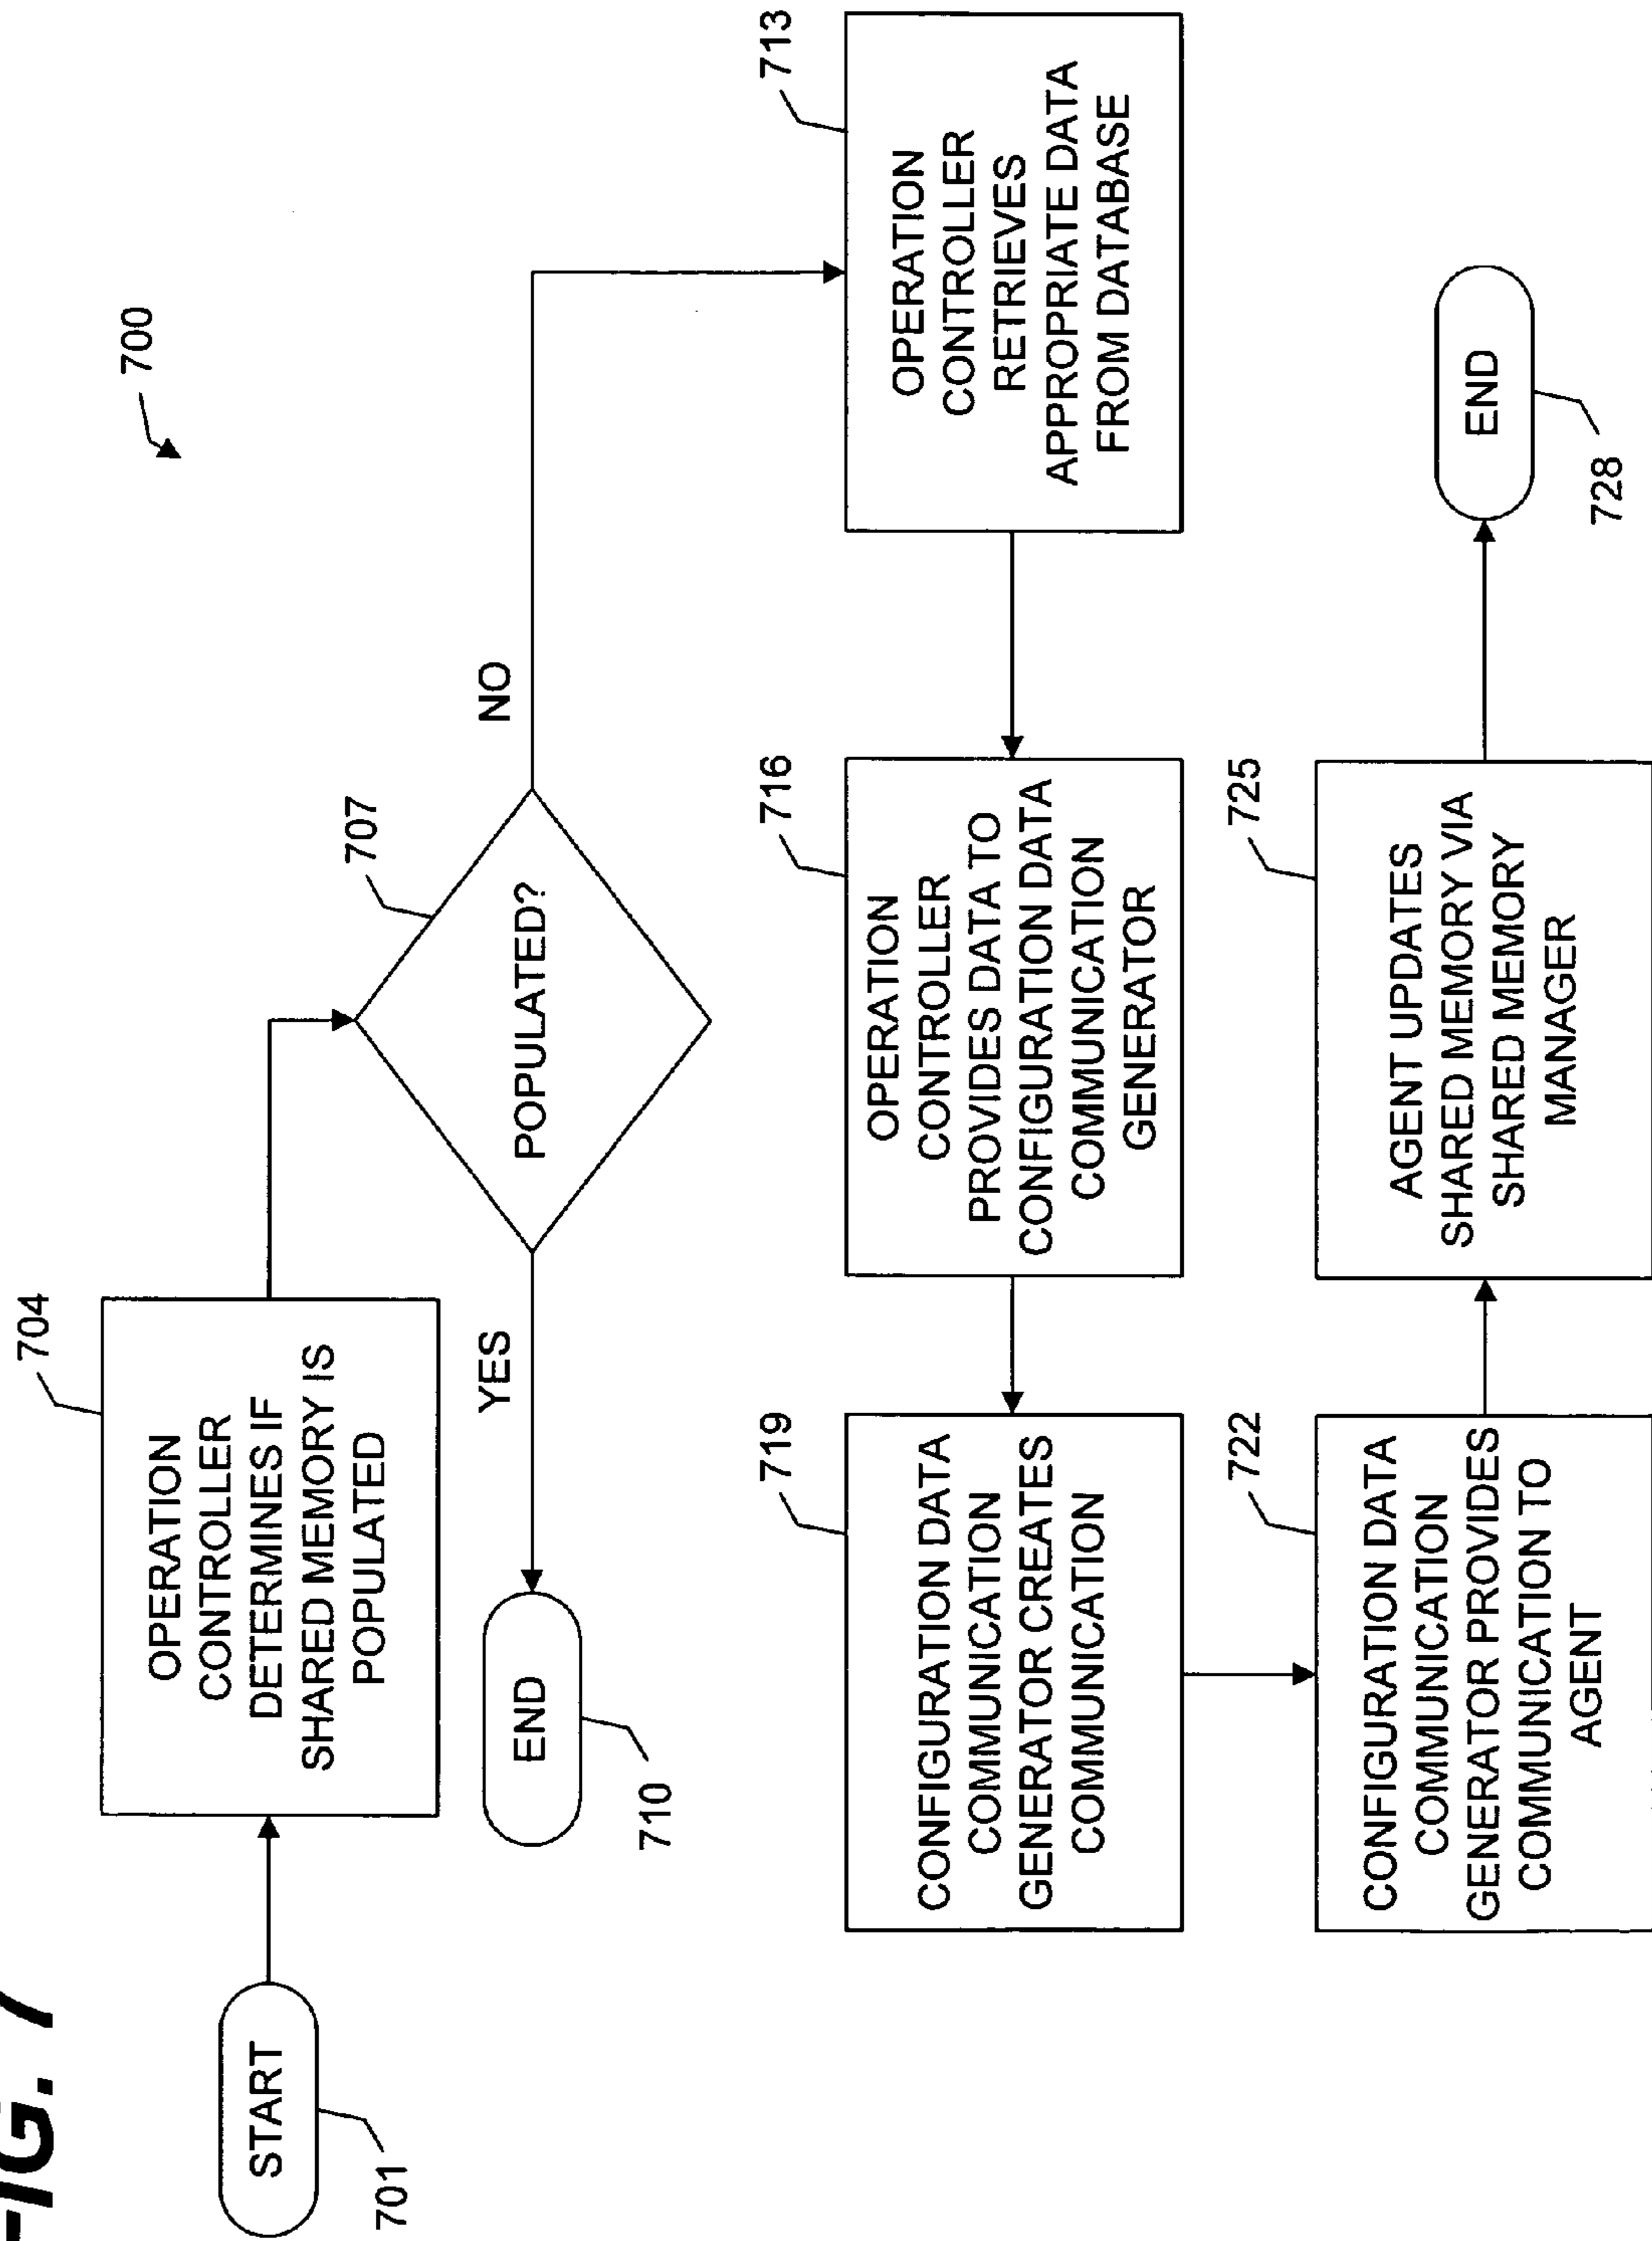 FIG. 7
700
START
701
OPERATION
CONTROLLER
DETERMINES IF
SHARED MEMORY IS
POPULATED
704
POPULATED?
707
YES
NO
END
710
OPERATION
CONTROLLER
RETRIEVES
APPROPRIATE DATA
FROM DATABASE
713
OPERATION
CONTROLLER
PROVIDES DATA TO
CONFIGURATION DATA
COMMUNICATION
GENERATOR
716
CONFIGURATION DATA
COMMUNICATION
GENERATOR CREATES
COMMUNICATION
719
CONFIGURATION DATA
COMMUNICATION
GENERATOR PROVIDES
COMMUNICATION TO
AGENT
722
AGENT UPDATES
SHARED MEMORY VIA
SHARED MEMORY
MANAGER
725
END
728